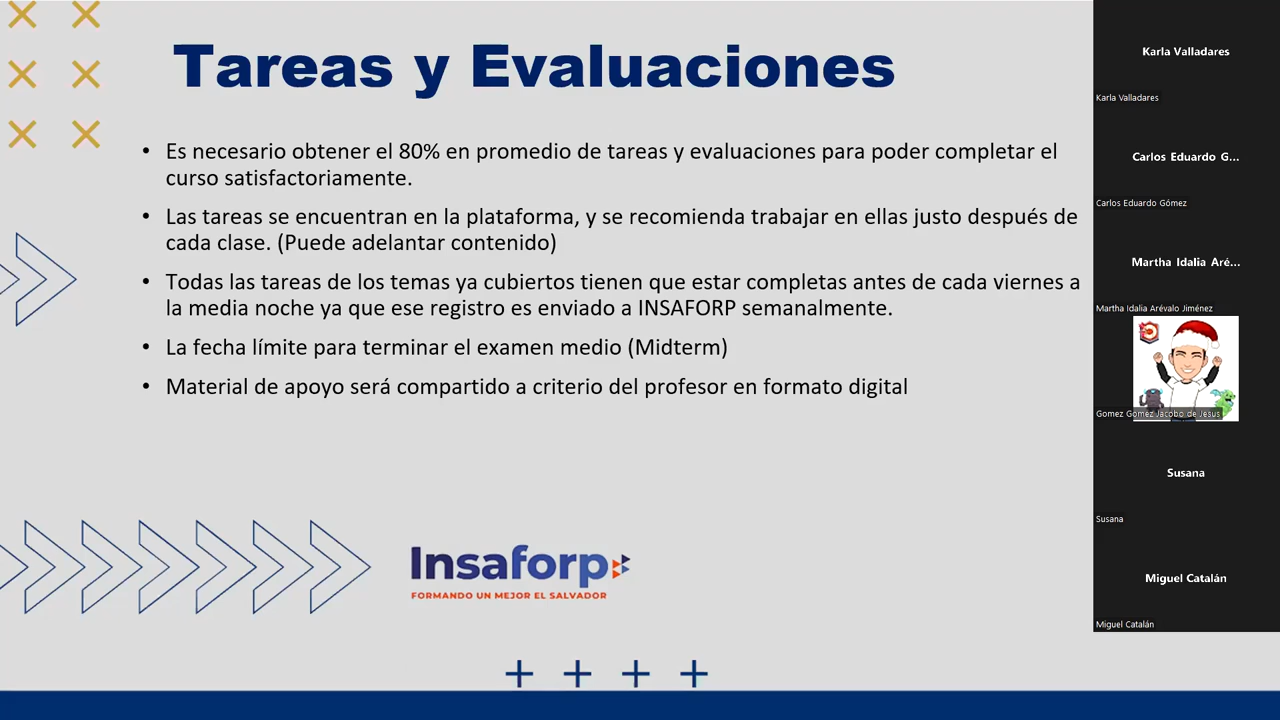 Tareas y Evaluaciones
• Es necesario obtener el 80% en promedio de tareas y evaluaciones para poder completar el
curso satisfactoriamente.
• Las tareas se encuentran en la plataforma, y se recomienda trabajar en ellas justo después de
cada clase. (Puede adelantar contenido)
• Todas las tareas de los temas ya cubiertos tienen que estar completas antes de cada viernes a
la media noche ya que ese registro es enviado a INSAFORP semanalmente.
• La fecha límite para terminar el examen medio (Midterm)
• Material de apoyo será compartido a criterio del profesor en formato digital
Insaforp
FORMANDO UN MEJOR EL SALVADOR
Karla Valladares
Karla Valladares
Carlos Eduardo G...
Carlos Eduardo Gómez
Martha Idalia Aré...
Martha Idalia Arévalo Jiménez
Gomez Gomez Jacobo de Jesus
Susana
Susana
Miguel Catalán
Miguel Catalán